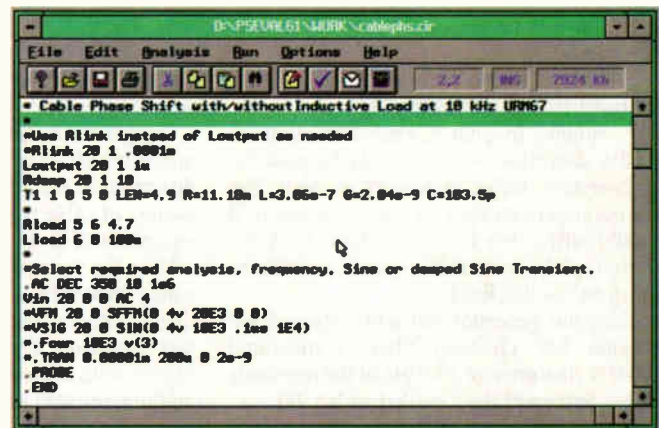 D:\PSEVAL61\WORK\cablephs.cir
File Edit Analysis Run Options Help
2,2 INS 7924 Kb
* Cable Phase Shift with/without Inductive Load at 10 kHz URM67
*
*Use Rlink instead of Loutput as needed
*Rlink 20 1 .0001m
Loutput 20 1 1u
Rdamp 20 1 10
T1 1 0 5 0 LEN=4.9 R=11.10m L=3.06e-7 G=2.04e-9 C=103.5p
*
Rload 5 6 4.7
Lload 6 0 100u
*
*Select required analysis, frequency, Sine or damped Sine Transient.
.AC DEC 350 10 1e6
Vin 20 0 0 AC 4
*VFM 20 0 SFFM(0 4v 20E3 0 0)
*VSIG 20 0 SIN(0 4v 10E3 .1ms 1E4)
*.Four 10E3 v(3)
*.TRAN 0.00001m 200u 0 2e-9
.PROBE
.END